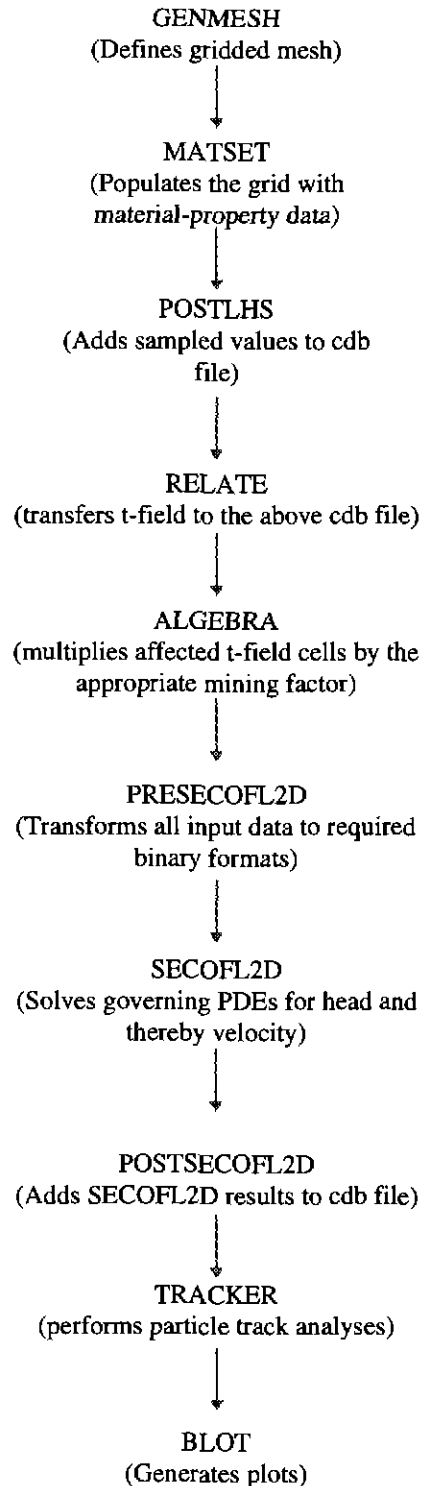 GENMESH
(Defines gridded mesh)
MATSET
(Populates the grid with
material-property data)
POSTLHS
(Adds sampled values to cdb
file)
RELATE
(transfers t-field to the above cdb file)
ALGEBRA
(multiplies affected t-field cells by the
appropriate mining factor)
PRESECOFL2D
(Transforms all input data to required
binary formats)
SECOFL2D
(Solves governing PDEs for head and
thereby velocity)
POSTSECOFL2D
(Adds SECOFL2D results to cdb file)
TRACKER
(performs particle track analyses)
BLOT
(Generates plots)